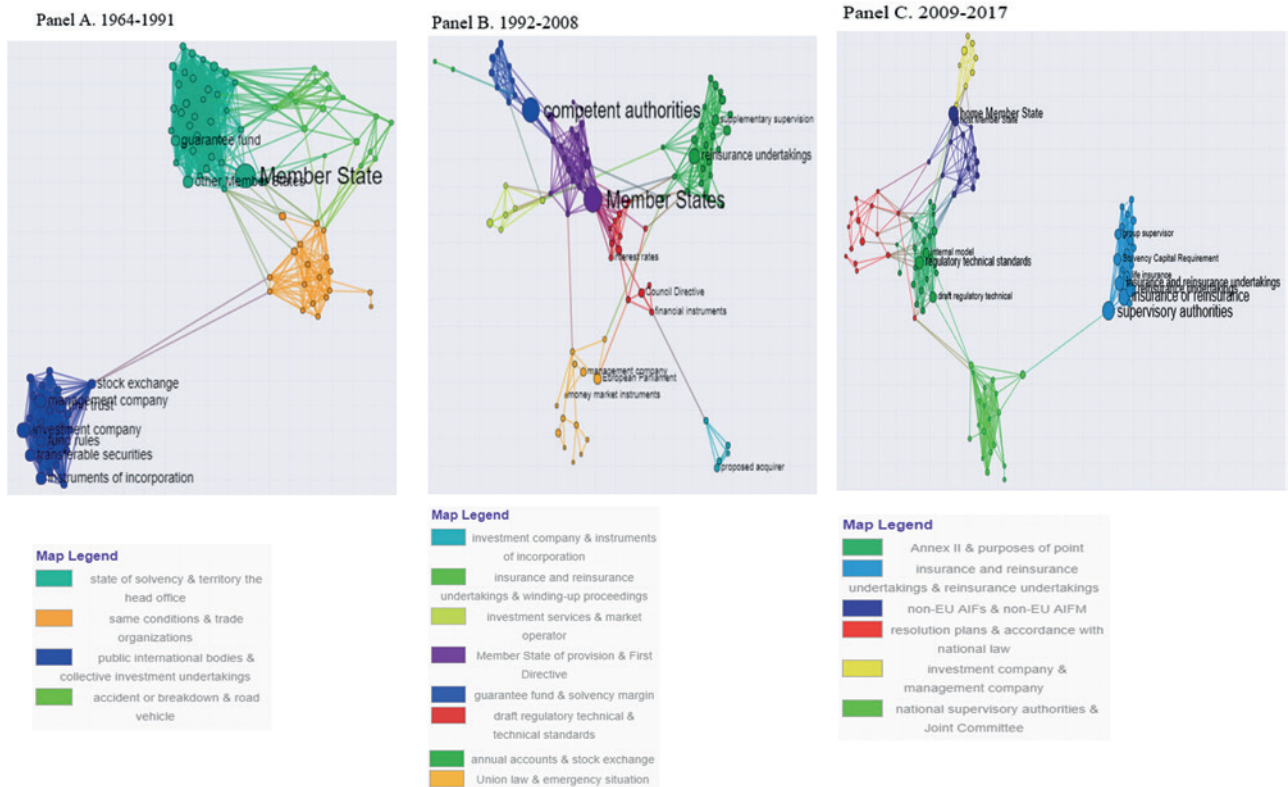 Panel A. 1964-1991
guarantee fund
other Member States
Member State
stock exchange
management company
unit trust
investment company
fund rules
transferable securities
instruments of incorporation
Map Legend
state of solvency & territory the
head office
same conditions & trade
organizations
public international bodies &
collective investment undertakings
accident or breakdown & road
vehicle
Panel B. 1992-2008
competent authorities
supplementary supervision
reinsurance undertakings
Member States
interest rates
Council Directive
financial instruments
management company
European Parliament
money market instruments
proposed acquirer
Map Legend
investment company & instruments
of incorporation
insurance and reinsurance
undertakings & winding-up proceedings
investment services & market
operator
Member State of provision & First
Directive
guarantee fund & solvency margin
draft regulatory technical &
technical standards
annual accounts & stock exchange
Union law & emergency situation
Panel C. 2009-2017
home Member State
Member State
internal model
regulatory technical standards
draft regulatory technical
group supervisor
Solvency Capital Requirement
life insurance
insurance and reinsurance undertakings
reinsurance undertakings
insurance or reinsurance
supervisory authorities
Map Legend
Annex II & purposes of point
insurance and reinsurance
undertakings & reinsurance undertakings
non-EU AIFs & non-EU AIFM
resolution plans & accordance with
national law
investment company &
management company
national supervisory authorities &
Joint Committee